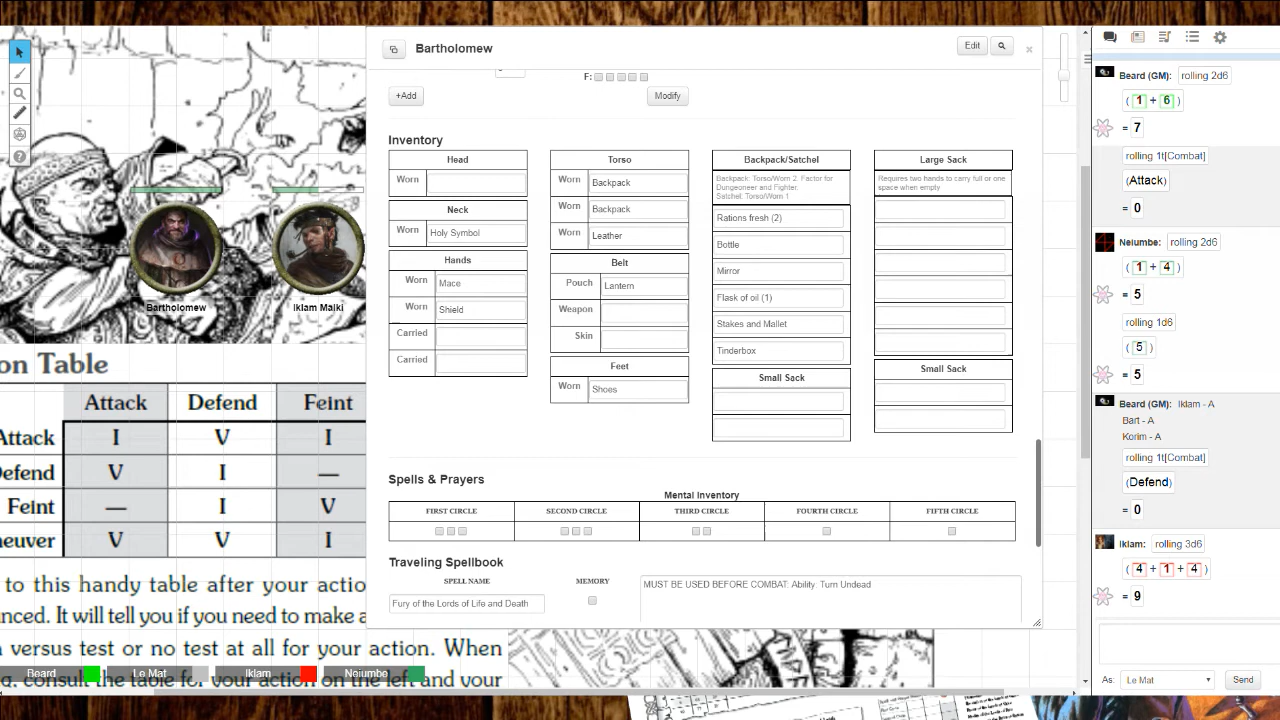 Bartholomew
Edit
×
F:
+Add
Modify
Inventory
Head
Worn
Neck
Worn Holy Symbol
Hands
Worn Mace
Worn Shield
Carried
Carried
Torso
Worn Backpack
Worn Backpack
Worn Leather
Belt
Pouch Lantern
Weapon
Skin
Feet
Worn Shoes
Backpack/Satchel
Backpack: Torso/Worn 2. Factor for
Dungeoneer and Fighter.
Satchel: Torso/Worn 1
Rations fresh (2)
Bottle
Mirror
Flask of oil (1)
Stakes and Mallet
Tinderbox
Small Sack
Large Sack
Requires two hands to carry full or one
space when empty
Small Sack
Spells & Prayers
Mental Inventory
FIRST CIRCLE SECOND CIRCLE THIRD CIRCLE FOURTH CIRCLE FIFTH CIRCLE
Traveling Spellbook
SPELL NAME MEMORY
Fury of the Lords of Life and Death
MUST BE USED BEFORE COMBAT: Ability: Turn Undead
Bartholomew
Iklam Malki
on Table
Attack Defend Feint
Attack I V I
Defend V I —
Feint — I V
neuver V V I
to this handy table after your actio
nced. It will tell you if you need to make a
versus test or no test at all for your action. When
consult the table for your action on the left and your
Beard
Le Mat
Iklam
Neiumbe
Beard (GM): rolling 2d6
(1 + 6)
= 7
rolling 1t[Combat]
(Attack)
= 0
Neiumbe: rolling 2d6
(1 + 4)
= 5
rolling 1d6
(5)
= 5
Beard (GM): Iklam - A
Bart - A
Korim - A
rolling 1t[Combat]
(Defend)
= 0
Iklam: rolling 3d6
(4 + 1 + 4)
= 9
As: Le Mat
Send